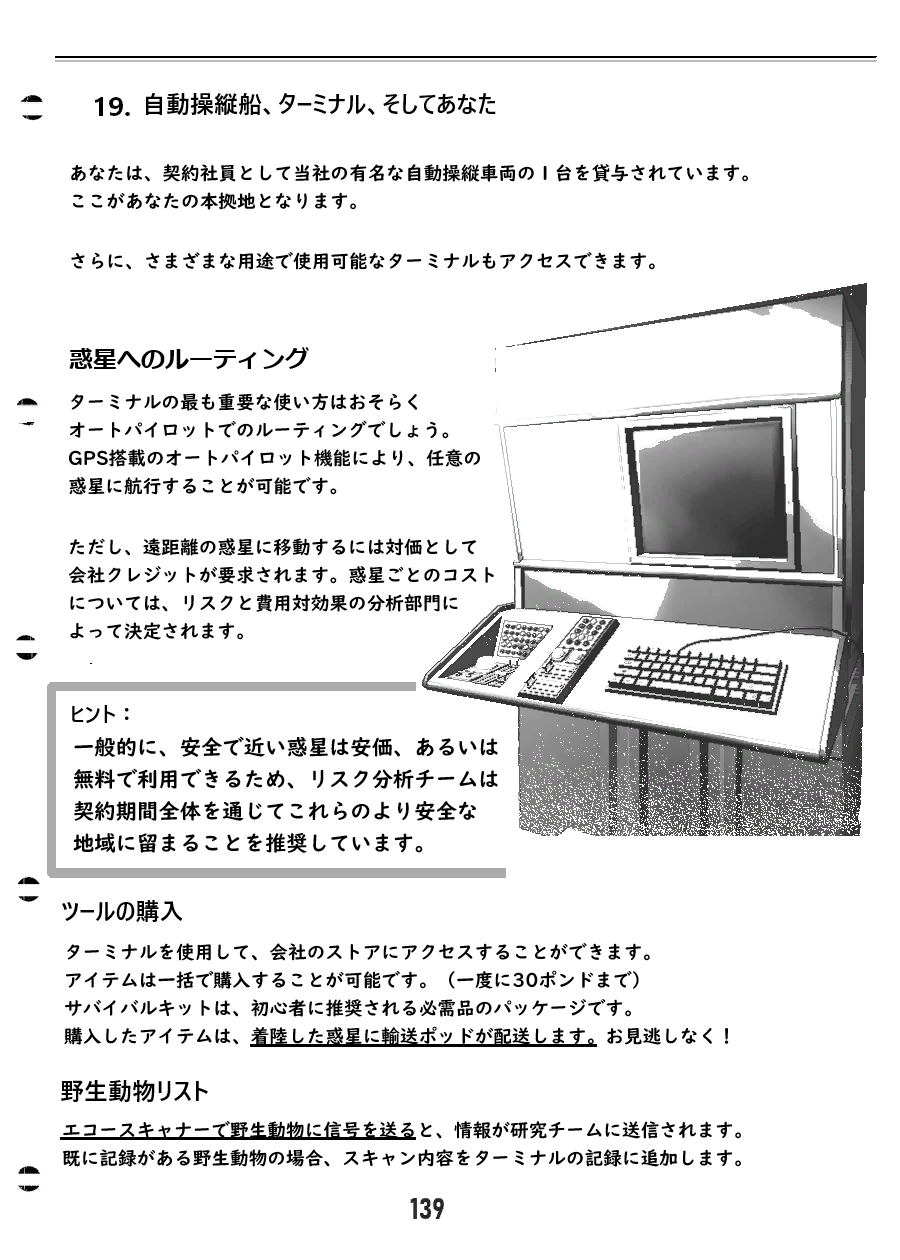 19. 自動操縦船、ターミナル、そしてあなた
あなたは、契約社員として当社の有名な自動操縦車両の1台を貸与されています。
ここがあなたの本拠地となります。
さらに、さまざまな用途で使用可能なターミナルもアクセスできます。
惑星へのルーティング
ターミナルの最も重要な使い方はおそらく
オートパイロットでのルーティングでしょう。
GPS搭載のオートパイロット機能により、任意の
惑星に航行することが可能です。
ただし、遠距離の惑星に移動するには対価として
会社クレジットが要求されます。惑星ごとのコスト
については、リスクと費用対効果の分析部門に
よって決定されます。
ヒント:
一般的に、安全で近い惑星は安価、あるいは
無料で利用できるため、リスク分析チームは
契約期間全体を通じてこれらのより安全な
地域に留まることを推奨しています。
ツールの購入
ターミナルを使用して、会社のストアにアクセスすることができます。
アイテムは一括で購入することが可能です。(一度に30ポンドまで)
サバイバルキットは、初心者に推奨される必需品のパッケージです。
購入したアイテムは、着陸した惑星に輸送ポッドが配送します。お見逃しなく!
野生動物リスト
エコースキャナーで野生動物に信号を送ると、情報が研究チームに送信されます。
既に記録がある野生動物の場合、スキャン内容をターミナルの記録に追加します。
139